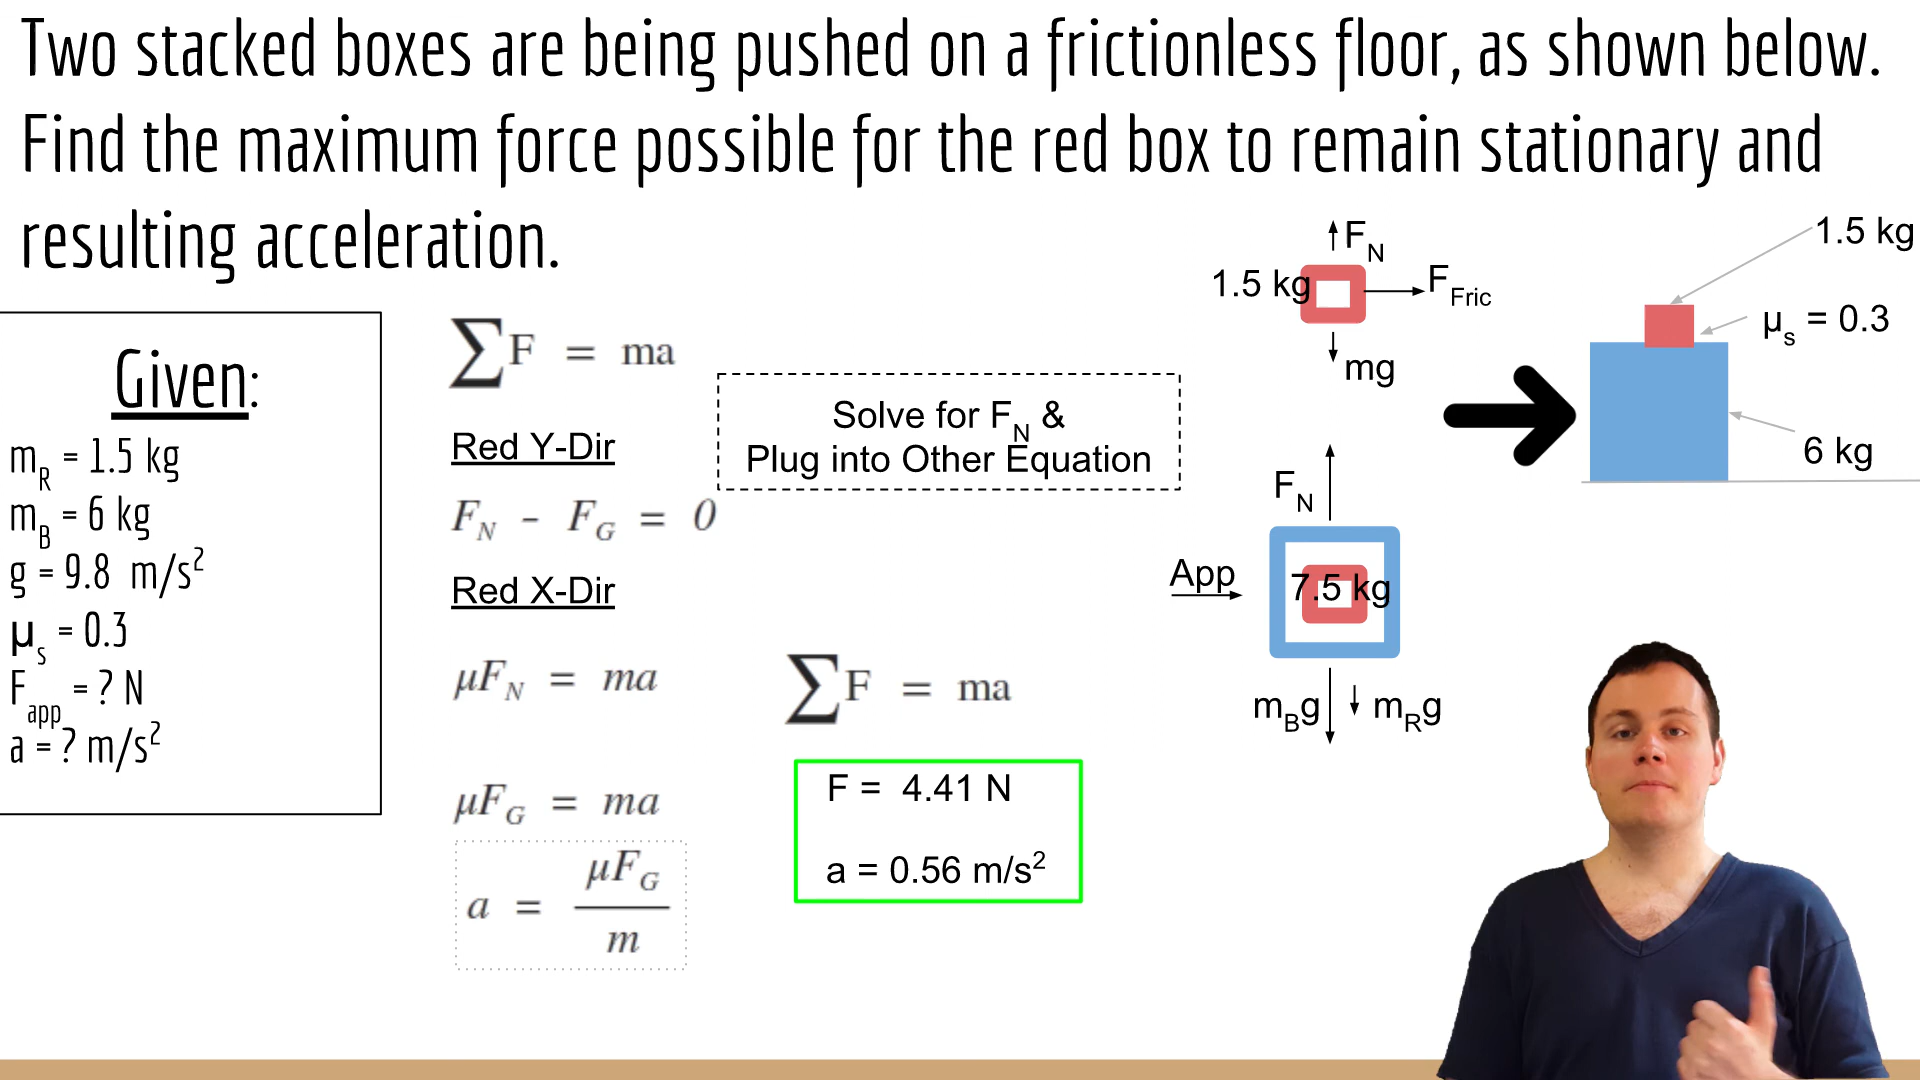 Two stacked boxes are being pushed on a frictionless floor, as shown below.
Find the maximum force possible for the red box to remain stationary and
resulting acceleration.
Given:
m_R = 1.5 kg
m_B = 6 kg
g = 9.8 m/s²
μ_s = 0.3
F_app = ? N
a = ? m/s²
∑F = ma
Red Y-Dir
F_N - F_G = 0
Red X-Dir
μF_N = ma
μF_G = ma
a = μF_G / m
Solve for F_N &
Plug into Other Equation
∑F = ma
F = 4.41 N
a = 0.56 m/s²
F_N
1.5 kg
F_Fric
mg
F_N
App
7.5 kg
m_Bg
m_Rg
1.5 kg
μ_s = 0.3
6 kg